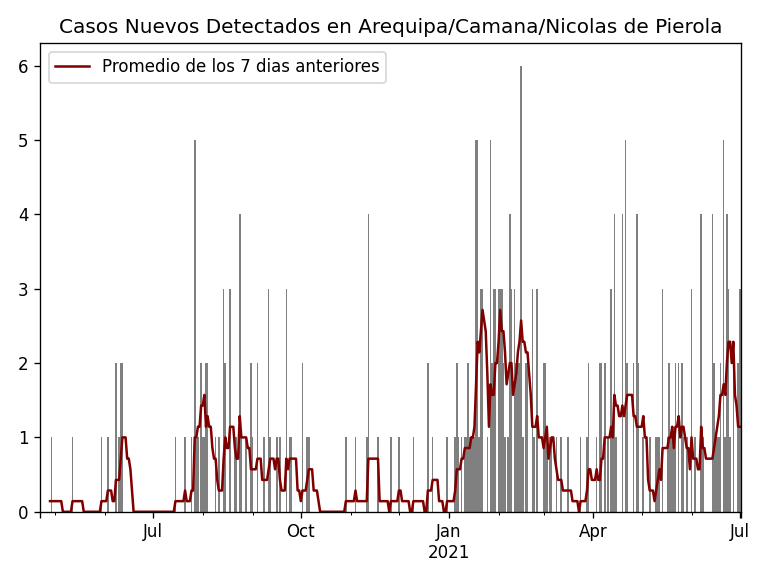 Casos Nuevos Detectados en Arequipa/Camana/Nicolas de Pierola
Promedio de los 7 dias anteriores
6
5
4
3
2
1
0
Jul
Oct
Jan
2021
Apr
Jul